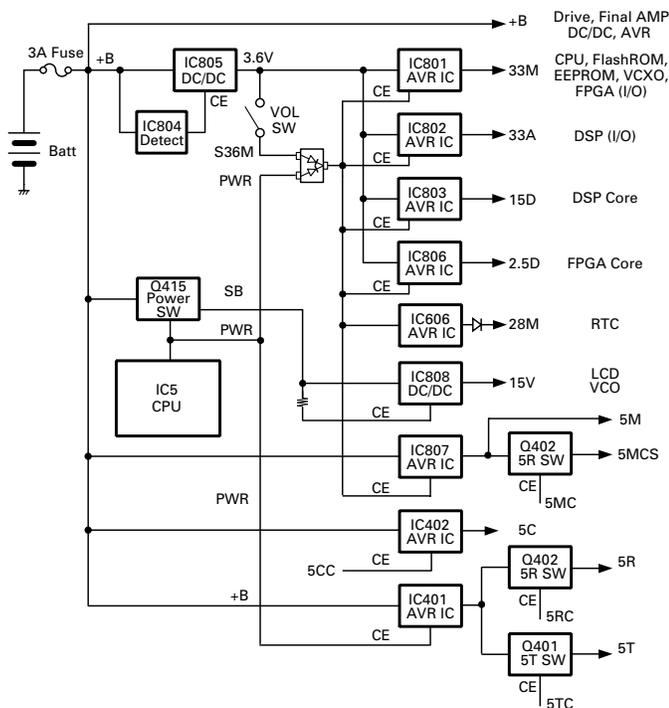 +B
Drive, Final AMP
DC/DC, AVR
3A Fuse
+B
IC805
DC/DC
CE
3.6V
IC801
AVR IC
CE
33M
CPU, FlashROM,
EEPROM, VCXO,
FPGA (I/O)
Batt
IC804
Detect
VOL
SW
S36M
PWR
IC802
AVR IC
CE
33A
DSP (I/O)
IC803
AVR IC
CE
15D
DSP Core
IC806
AVR IC
CE
2.5D
FPGA Core
Q415
Power
SW
SB
PWR
IC606
AVR IC
28M
RTC
IC5
CPU
IC808
DC/DC
CE
15V
LCD
VCO
5M
IC807
AVR IC
CE
Q402
5R SW
CE
5MCS
5MC
PWR
IC402
AVR IC
CE
5CC
5C
Q402
5R SW
CE
5R
5RC
+B
IC401
AVR IC
CE
Q401
5T SW
CE
5T
5TC